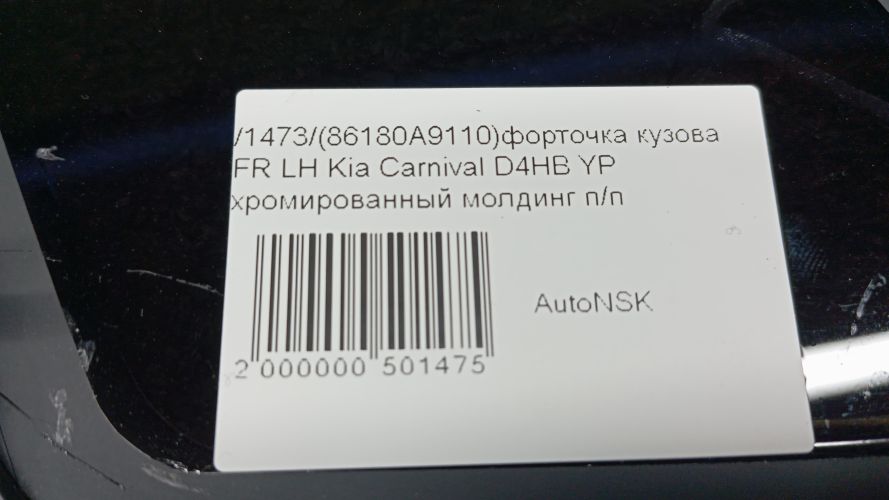 /1473/(86180A9110)форточка кузова
FR LH Kia Carnival D4HB YP
хромированный молдинг п/п
AutoNSK
2 000000 501475